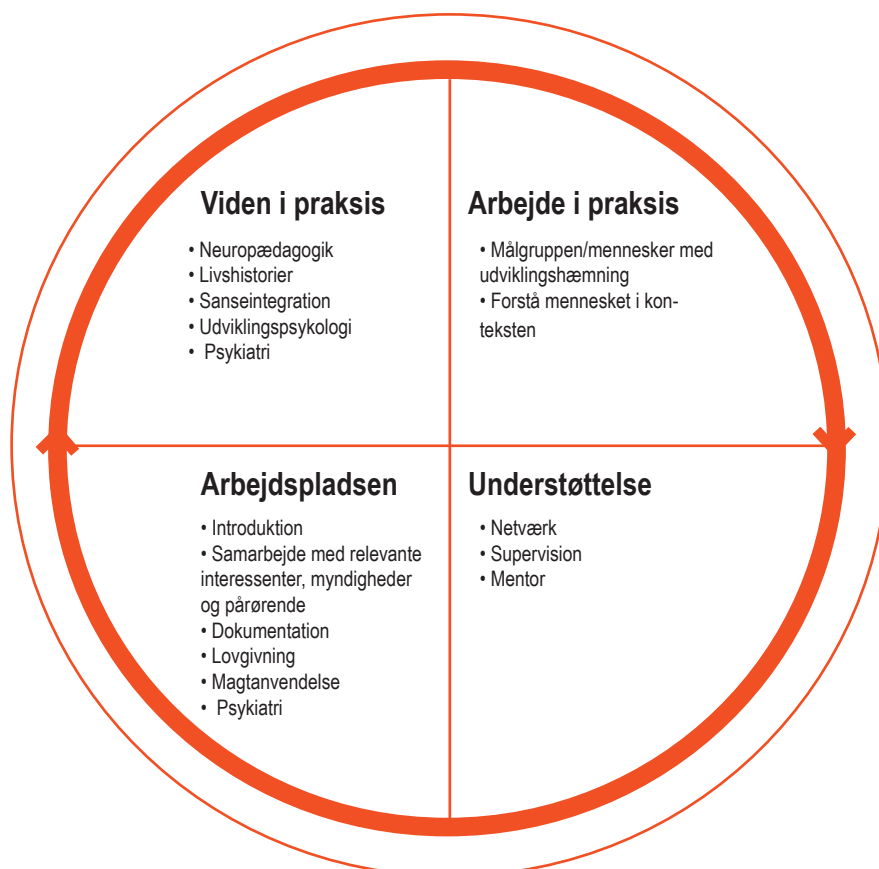 Viden i praksis
• Neuropædagogik
• Livshistorier
• Sanseintegration
• Udviklingspsykologi
• Psykiatri
Arbejde i praksis
• Målgruppen/mennesker med
udviklingshæmning
• Forstå mennesket i kon-
teksten
Arbejdspladsen
• Introduktion
• Samarbejde med relevante
interessenter, myndigheder
og pårørende
• Dokumentation
• Lovgivning
• Magtanvendelse
• Psykiatri
Understøttelse
• Netværk
• Supervision
• Mentor